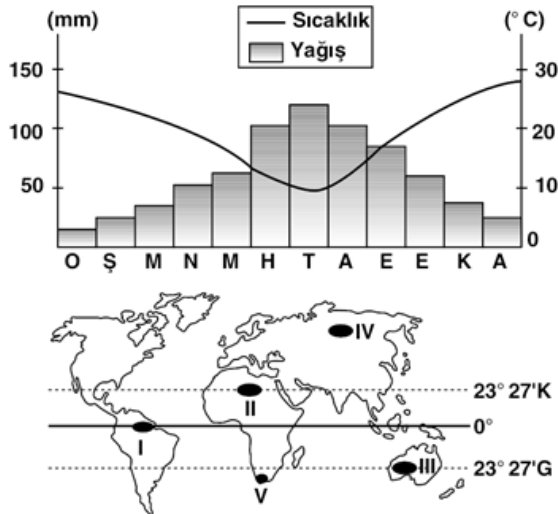 (mm)
Sıcaklık
Yağış
(°C)
150
100
50
30
20
10
0
O Ş M N M H T A E E K A
IV
23° 27'K
II
0°
I
III
23° 27'G
V